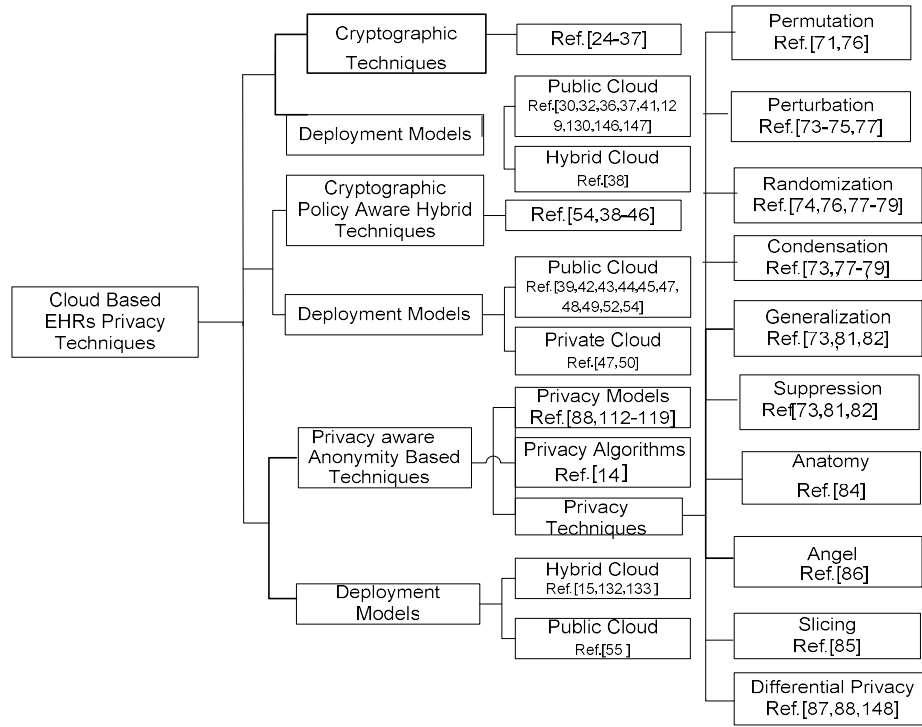 Cloud Based
EHRs Privacy
Techniques
Cryptographic
Techniques
Ref.[24-37]
Deployment Models
Public Cloud
Ref.[30,32,36,37,41,12
9,130,146,147]
Hybrid Cloud
Ref.[38]
Cryptographic
Policy Aware Hybrid
Techniques
Ref.[54,38-46]
Deployment Models
Public Cloud
Ref.[39,42,43,44,45,47,
48,49,52,54]
Private Cloud
Ref.[47,50]
Privacy aware
Anonymity Based
Techniques
Privacy Models
Ref.[88,112-119]
Privacy Algorithms
Ref.[14]
Privacy
Techniques
Deployment
Models
Hybrid Cloud
Ref.[15,132,133]
Public Cloud
Ref.[55]
Permutation
Ref.[71,76]
Perturbation
Ref.[73-75,77]
Randomization
Ref.[74,76,77-79]
Condensation
Ref.[73,77-79]
Generalization
Ref.[73,81,82]
Suppression
Ref[73,81,82]
Anatomy
Ref.[84]
Angel
Ref.[86]
Slicing
Ref.[85]
Differential Privacy
Ref.[87,88,148]